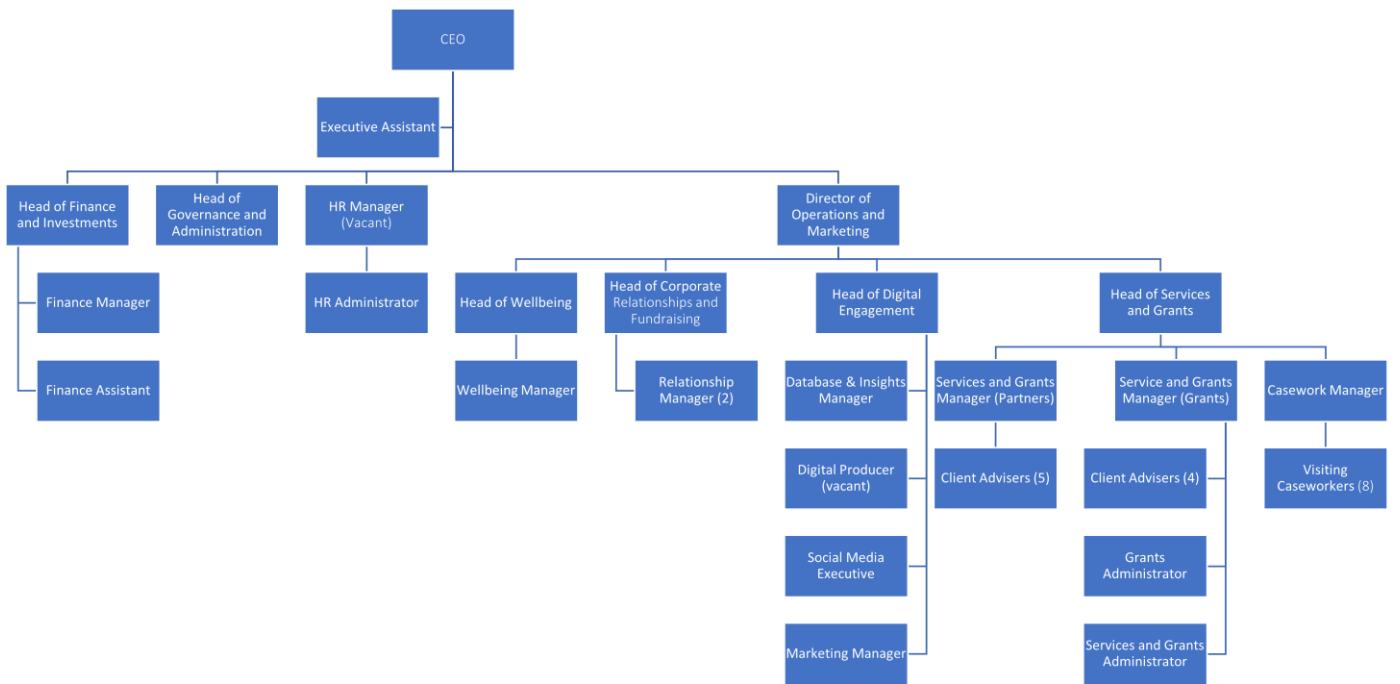 CEO
Executive Assistant
Head of Finance
and Investments
Head of
Governance and
Administration
HR Manager
(Vacant)
Director of
Operations and
Marketing
Finance Manager
HR Administrator
Head of Wellbeing
Head of Corporate
Relationships and
Fundraising
Head of Digital
Engagement
Head of Services
and Grants
Finance Assistant
Wellbeing Manager
Relationship
Manager (2)
Database & Insights
Manager
Services and Grants
Manager (Partners)
Service and Grants
Manager (Grants)
Casework Manager
Digital Producer
(vacant)
Client Advisers (5)
Client Advisers (4)
Visiting
Caseworkers (8)
Social Media
Executive
Grants
Administrator
Marketing Manager
Services and Grants
Administrator